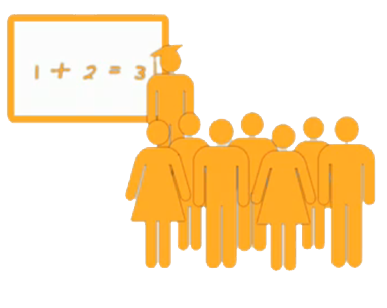 1 + 2 = 3